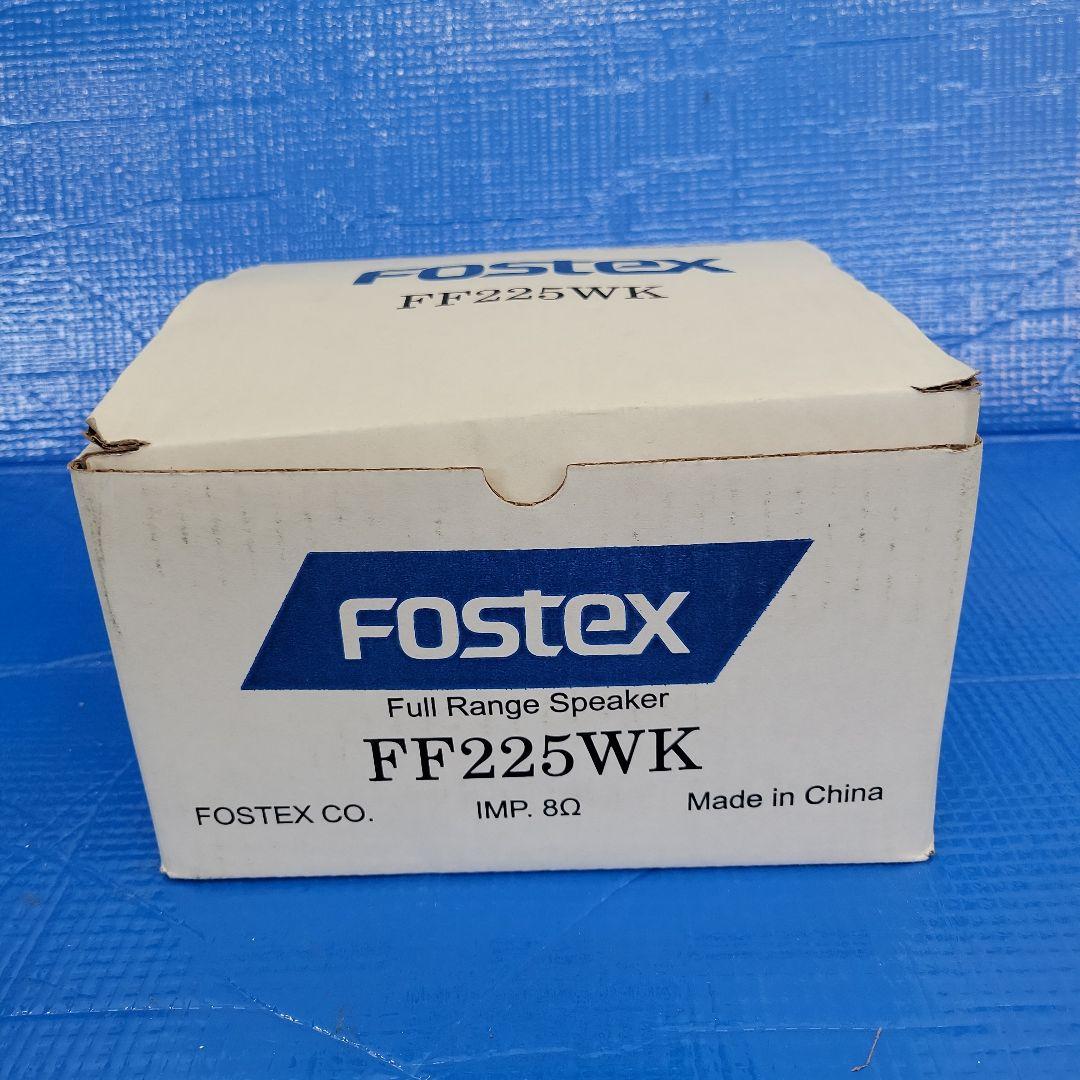 Fostex
FF225WK
Fostex
Full Range Speaker
FF225WK
FOSTEX CO. IMP. 8Ω Made in China